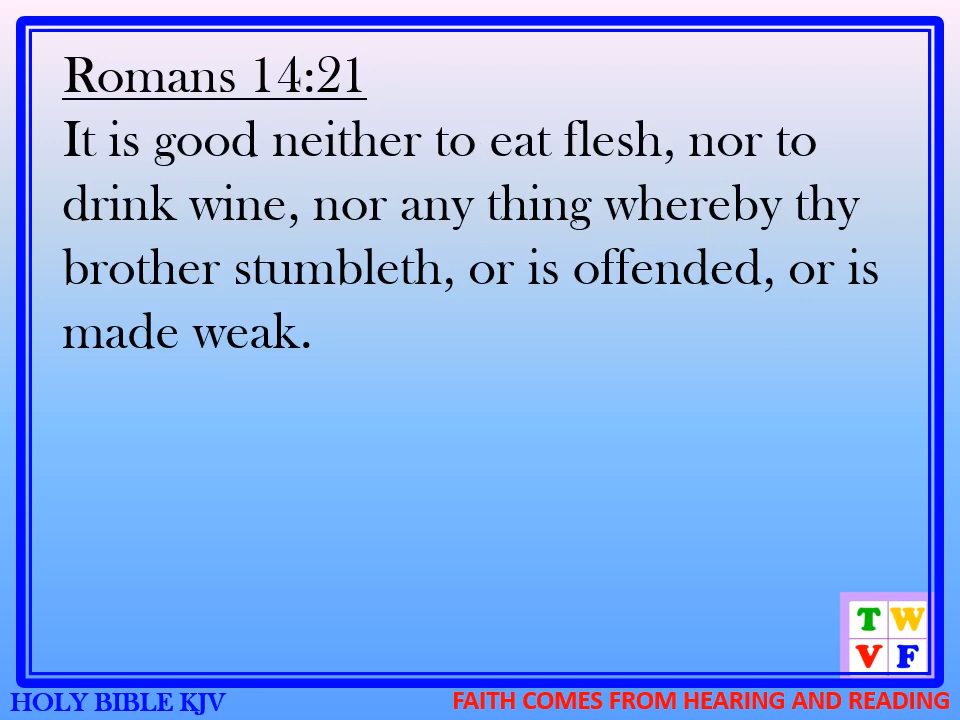 Romans 14:21
It is good neither to eat flesh, nor to
drink wine, nor any thing whereby thy
brother stumbleth, or is offended, or is
made weak.
T W
V F
HOLY BIBLE KJV
FAITH COMES FROM HEARING AND READING